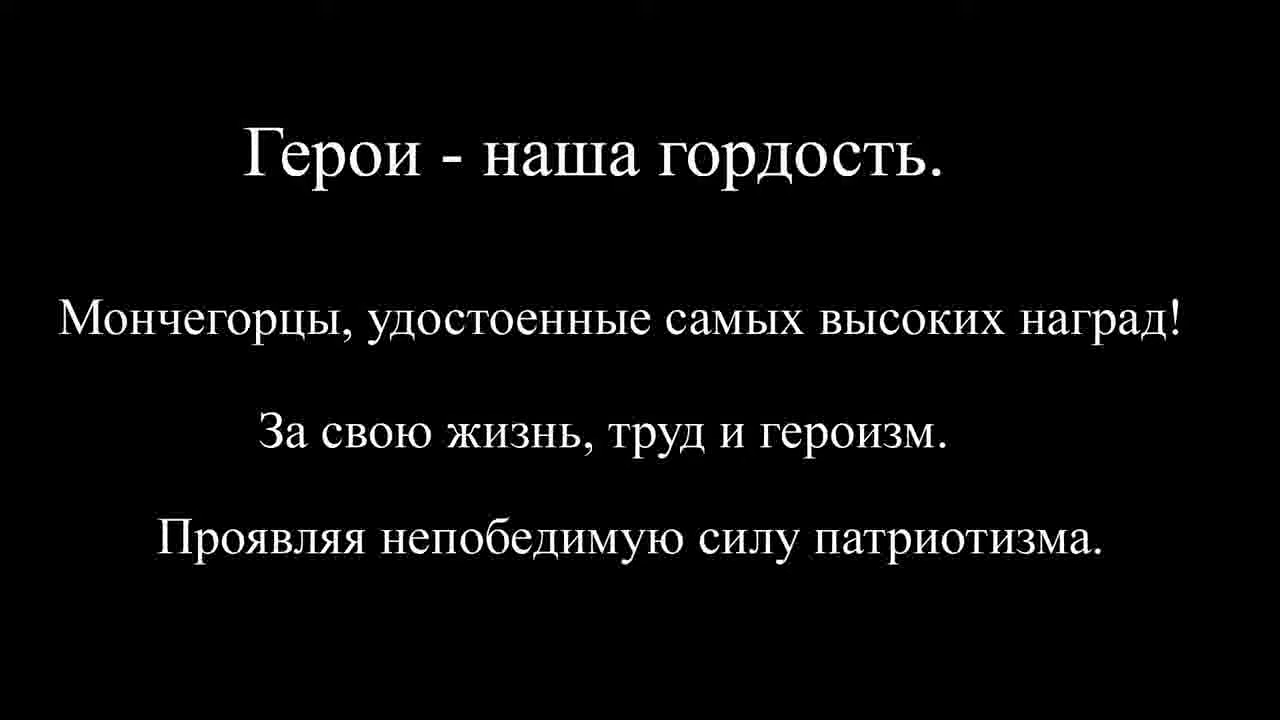 Герои - наша гордость.
Мончегорцы, удостоенные самых высоких наград!
За свою жизнь, труд и героизм.
Проявляя непобедимую силу патриотизма.